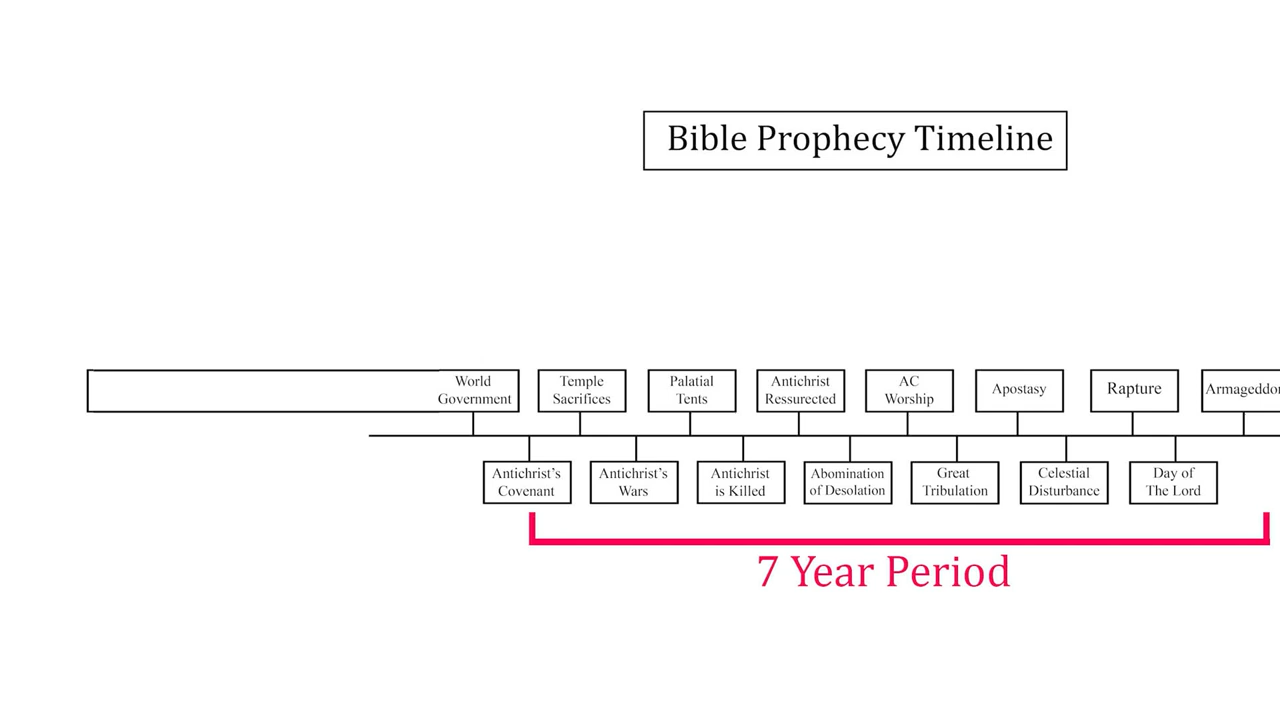 Bible Prophecy Timeline
World
Government
Temple
Sacrifices
Palatial
Tents
Antichrist
Ressurected
AC
Worship
Apostasy
Rapture
Armageddon
Antichrist's
Covenant
Antichrist's
Wars
Antichrist
is Killed
Abomination
of Desolation
Great
Tribulation
Celestial
Disturbance
Day of
The Lord
7 Year Period